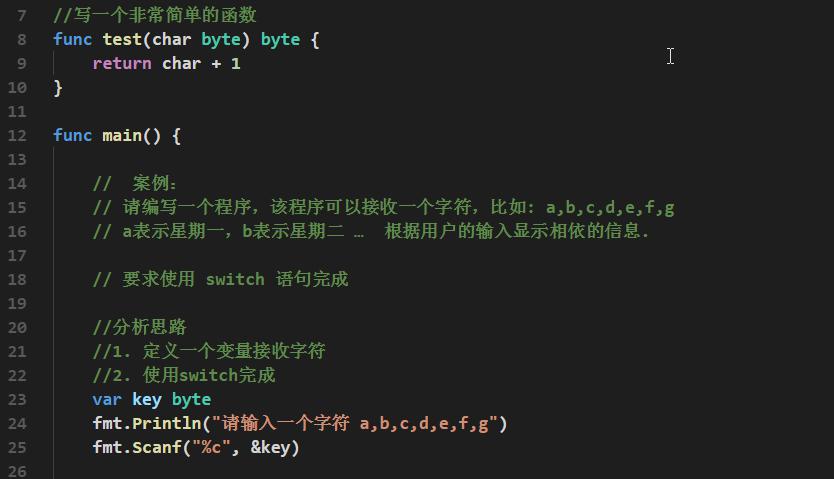 7 //写一个非常简单的函数
8 func test(char byte) byte {
9 return char + 1
10 }
11
12 func main() {
13
14 // 案例:
15 // 请编写一个程序，该程序可以接收一个字符，比如: a,b,c,d,e,f,g
16 // a表示星期一，b表示星期二 … 根据用户的输入显示相依的信息.
17
18 // 要求使用 switch 语句完成
19
20 //分析思路
21 //1. 定义一个变量接收字符
22 //2. 使用switch完成
23 var key byte
24 fmt.Println("请输入一个字符 a,b,c,d,e,f,g")
25 fmt.Scanf("%c", &key)
26